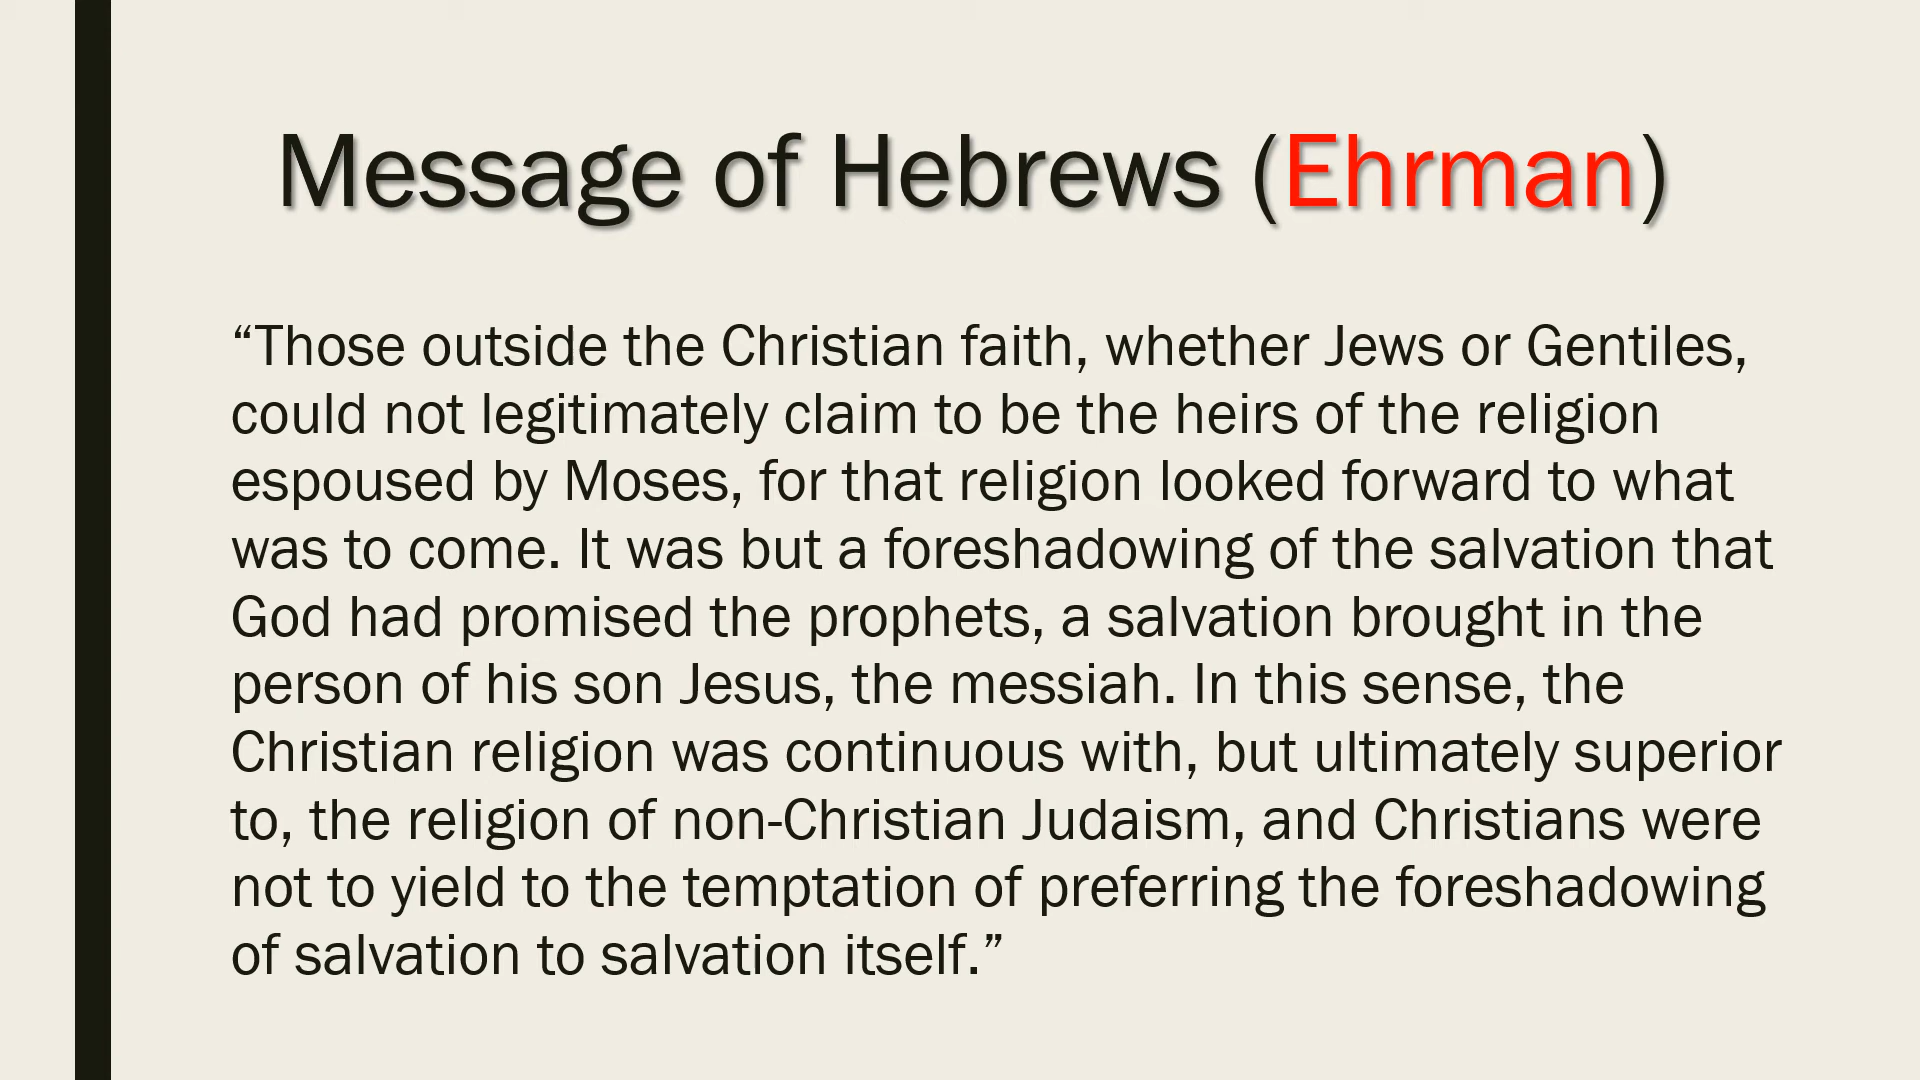 Message of Hebrews (Ehrman)
“Those outside the Christian faith, whether Jews or Gentiles,
could not legitimately claim to be the heirs of the religion
espoused by Moses, for that religion looked forward to what
was to come. It was but a foreshadowing of the salvation that
God had promised the prophets, a salvation brought in the
person of his son Jesus, the messiah. In this sense, the
Christian religion was continuous with, but ultimately superior
to, the religion of non-Christian Judaism, and Christians were
not to yield to the temptation of preferring the foreshadowing
of salvation to salvation itself.”